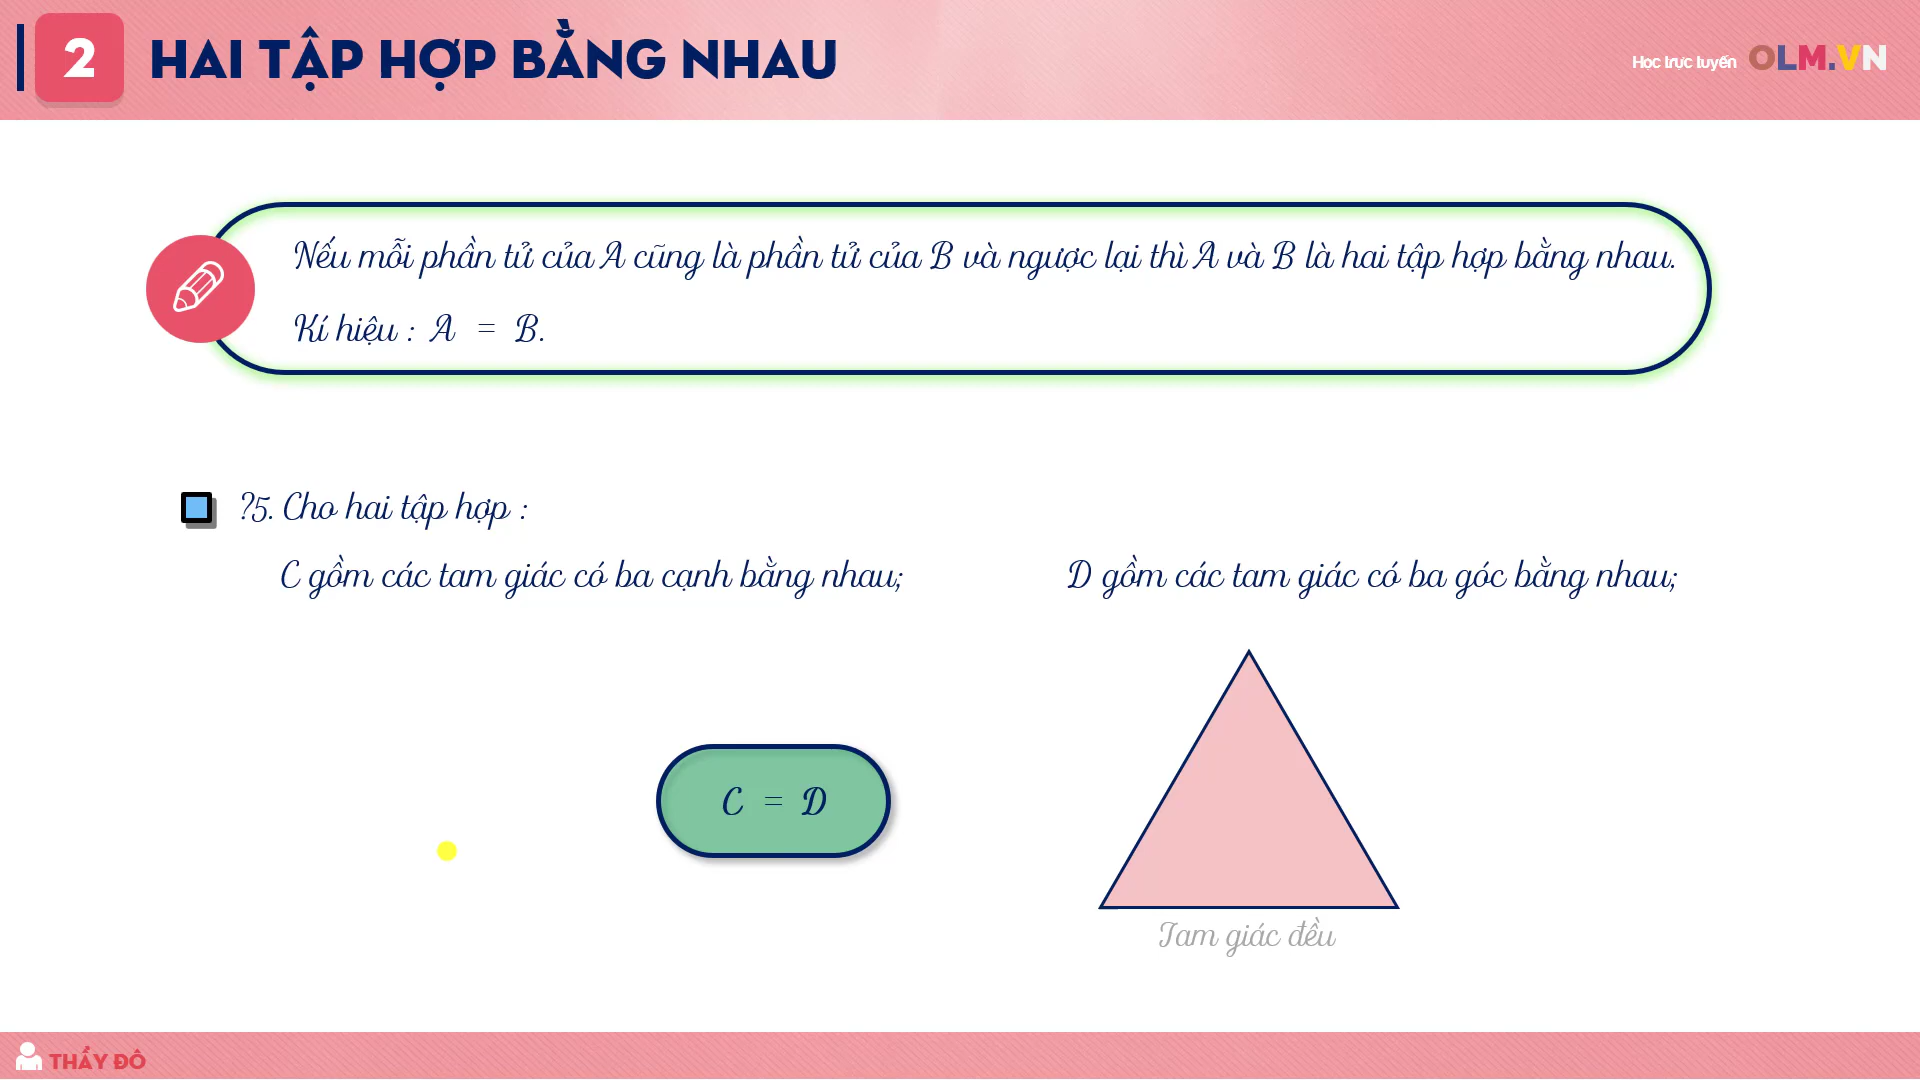 2 HAI TẬP HỢP BẰNG NHAU
Học trực tuyến OLM.VN
Nếu mỗi phần tử của A cũng là phần tử của B và ngược lại thì A và B là hai tập hợp bằng nhau.
Kí hiệu : A = B.
?5. Cho hai tập hợp :
C gồm các tam giác có ba cạnh bằng nhau;
D gồm các tam giác có ba góc bằng nhau;
C = D
Tam giác đều
THẦY ĐÔ